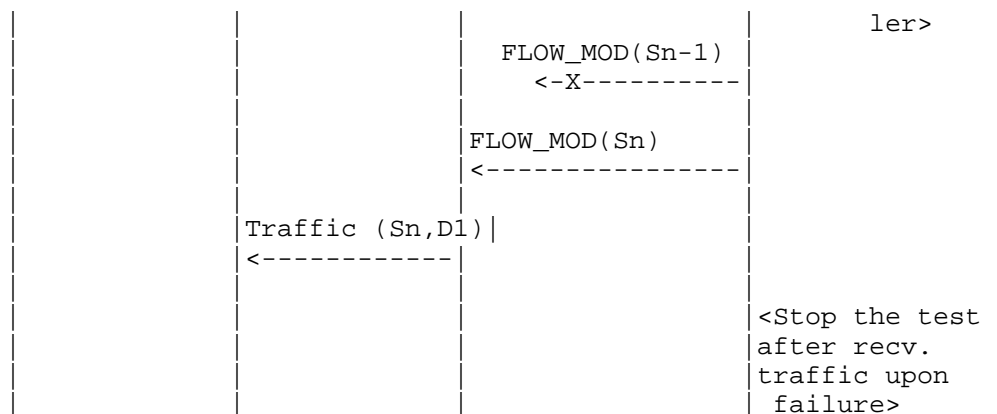 |                |               |                    |       ler>
|                |               |  FLOW_MOD(Sn-1) |
|                |               |    <-X----------|
|                |               |                    |
|                |               |FLOW_MOD(Sn)        |
|                |               |<-----------------|
|                |               |                    |
|                |Traffic (Sn,D1)|                    |
|                |<------------|                    |
|                |               |                    |
|                |               |                    |<Stop the test
|                |               |                    |after recv.
|                |               |                    |traffic upon
|                |               |                    | failure>